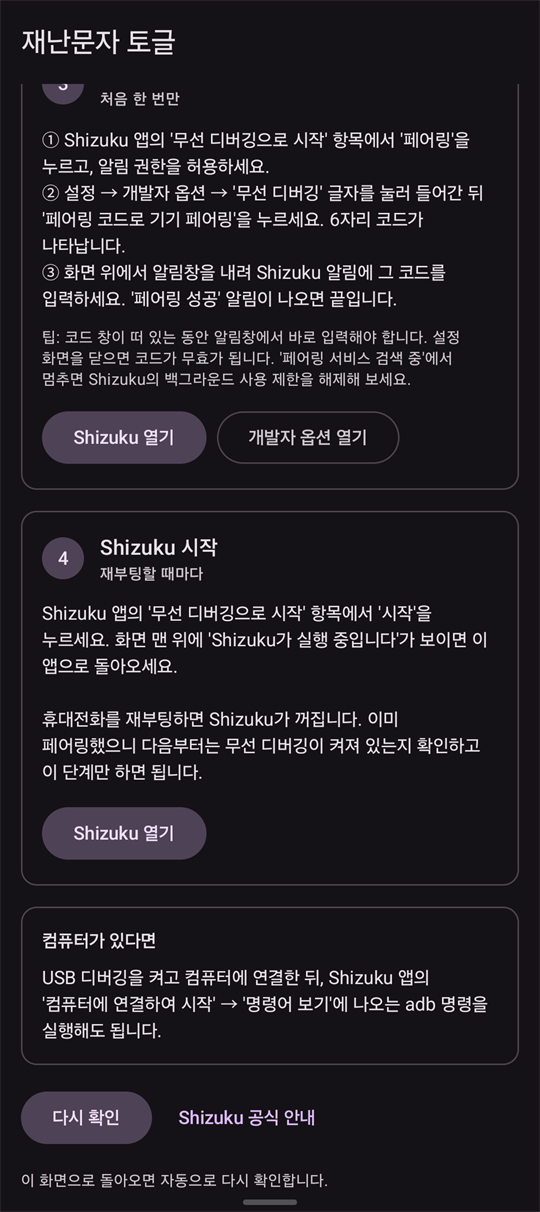 재난문자 토글
처음 한 번만
① Shizuku 앱의 '무선 디버깅으로 시작' 항목에서 '페어링'을
누르고, 알림 권한을 허용하세요.
② 설정 → 개발자 옵션 → '무선 디버깅' 글자를 눌러 들어간 뒤
'페어링 코드로 기기 페어링'을 누르세요. 6자리 코드가
나타납니다.
③ 화면 위에서 알림창을 내려 Shizuku 알림에 그 코드를
입력하세요. '페어링 성공' 알림이 나오면 끝입니다.
팁: 코드 창이 떠 있는 동안 알림창에서 바로 입력해야 합니다. 설정
화면을 닫으면 코드가 무효가 됩니다. '페어링 서비스 검색 중'에서
멈추면 Shizuku의 백그라운드 사용 제한을 해제해 보세요.
Shizuku 열기
개발자 옵션 열기
4
Shizuku 시작
재부팅할 때마다
Shizuku 앱의 '무선 디버깅으로 시작' 항목에서 '시작'을
누르세요. 화면 맨 위에 'Shizuku가 실행 중입니다'가 보이면 이
앱으로 돌아오세요.
휴대전화를 재부팅하면 Shizuku가 꺼집니다. 이미
페어링했으니 다음부터는 무선 디버깅이 켜져 있는지 확인하고
이 단계만 하면 됩니다.
Shizuku 열기
컴퓨터가 있다면
USB 디버깅을 켜고 컴퓨터에 연결한 뒤, Shizuku 앱의
'컴퓨터에 연결하여 시작' → '명령어 보기'에 나오는 adb 명령을
실행해도 됩니다.
다시 확인
Shizuku 공식 안내
이 화면으로 돌아오면 자동으로 다시 확인합니다.